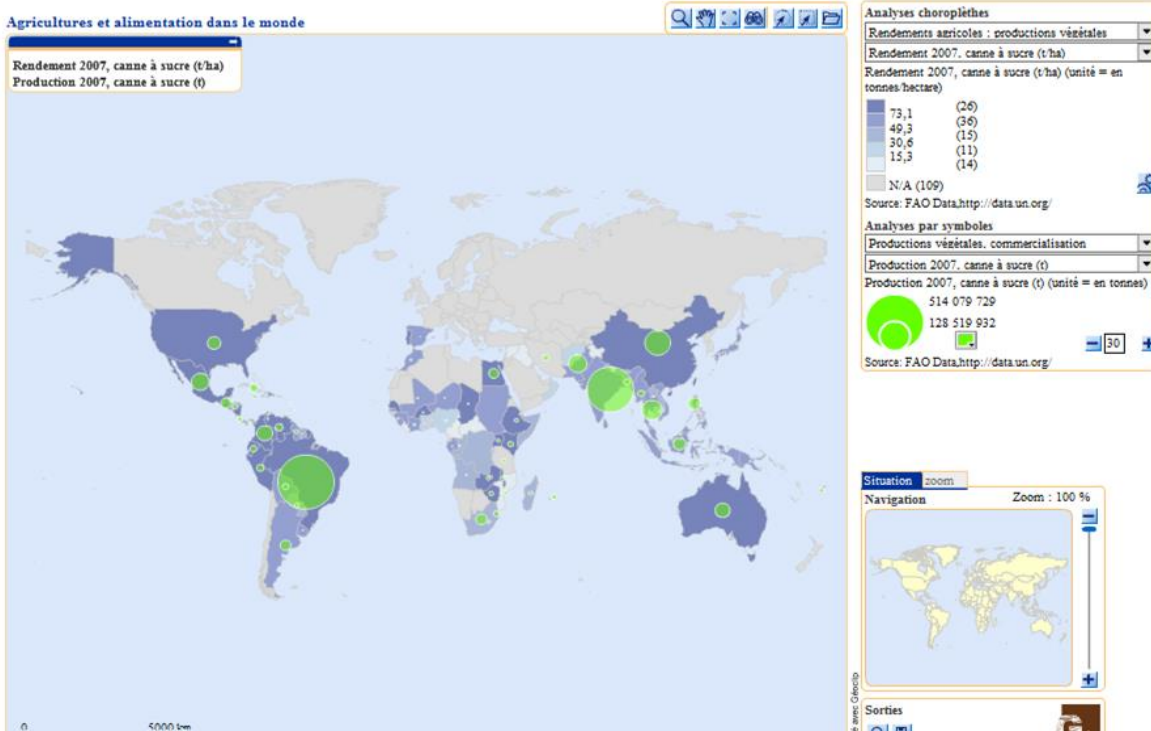 Agricultures et alimentation dans le monde
Rendement 2007, canne à sucre (t/ha)
Production 2007, canne à sucre (t)
0 5000 km
Analyses choroplèthes
Rendements agricoles : productions végétales
Rendement 2007, canne à sucre (t/ha)
Rendement 2007, canne à sucre (t/ha) (unité = en
tonnes/hectare)
73,1
49,3
30,6
15,3
(26)
(36)
(15)
(11)
(14)
N/A (109)
Source: FAO Data,http://data.un.org/
Analyses par symboles
Productions végétales, commercialisation
Production 2007, canne à sucre (t)
Production 2007, canne à sucre (t) (unité = en tonnes)
514 079 729
128 519 932
30
Source: FAO Data,http://data.un.org/
Situation zoom
Navigation Zoom : 100 %
avec Géoclip
Sorties